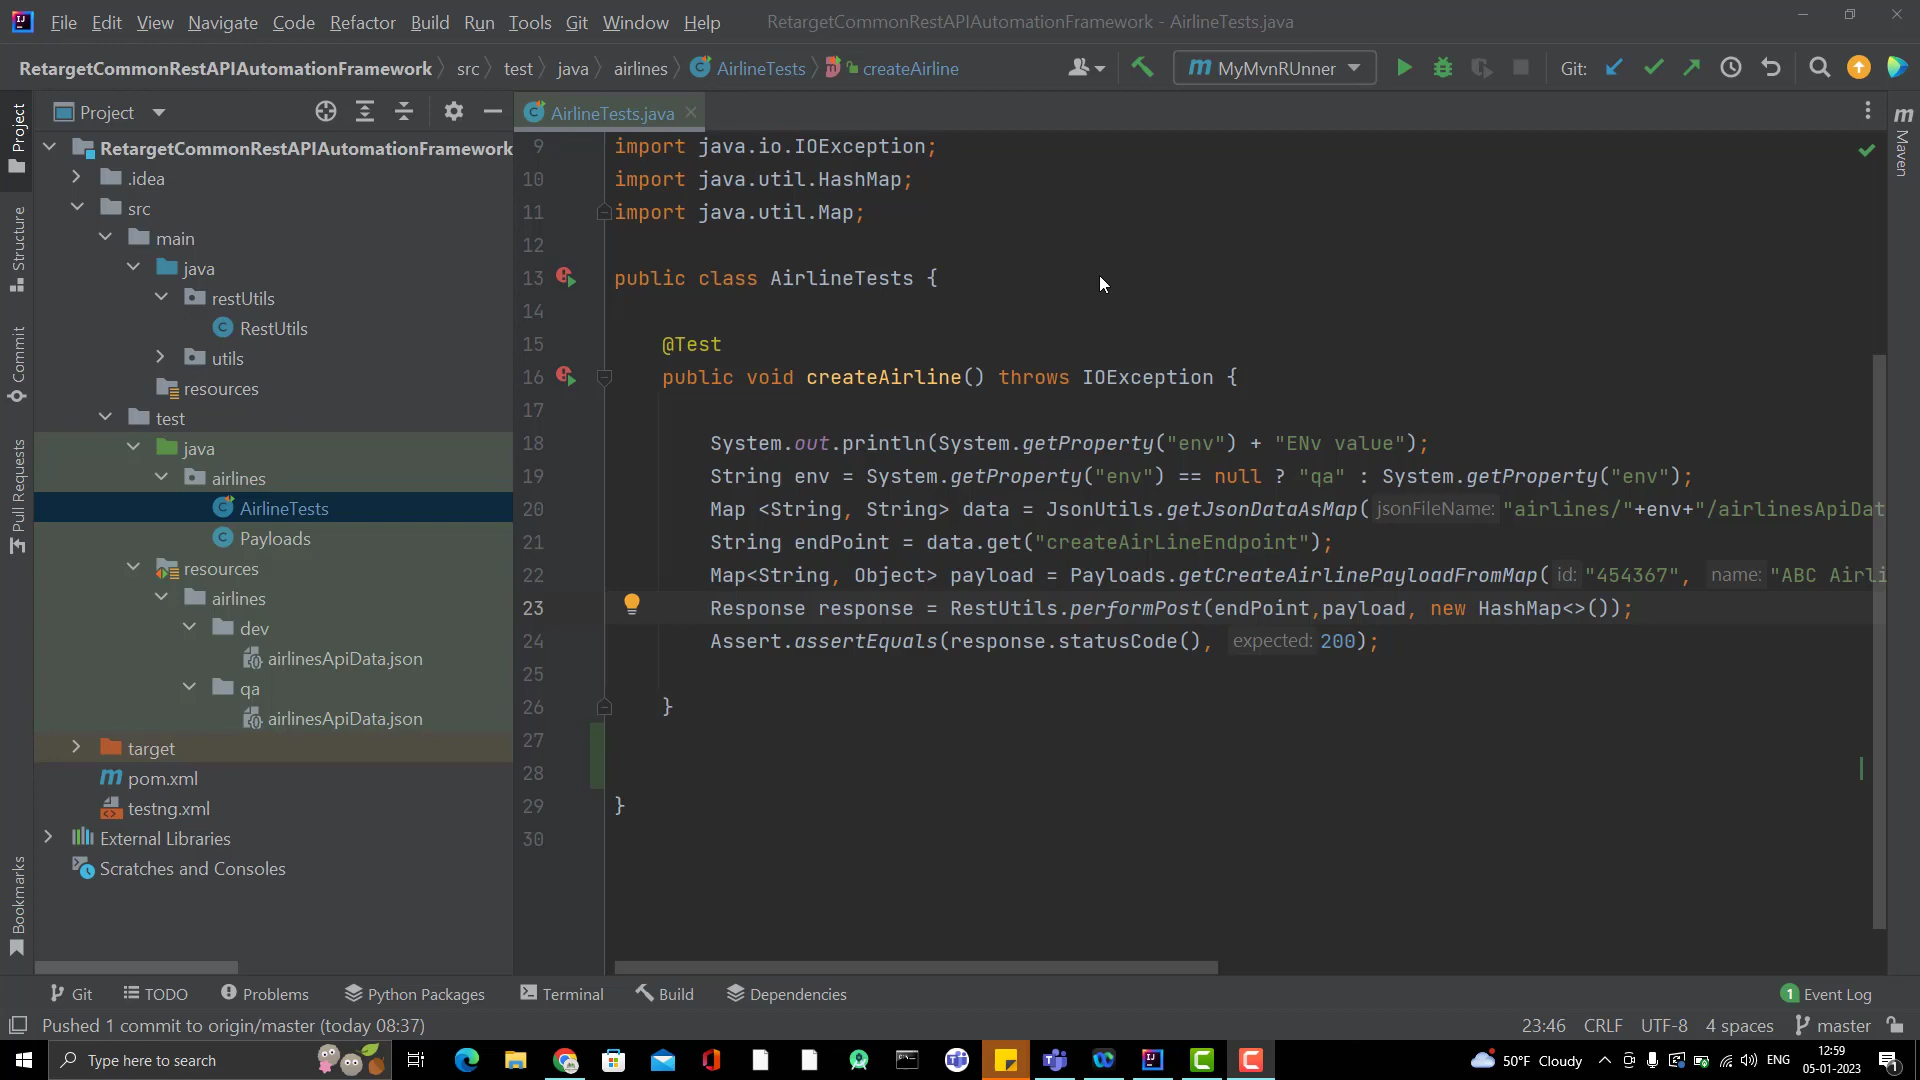 File Edit View Navigate Code Refactor Build Run Tools Git Window Help RetargetCommonRestAPIAutomationFramework - AirlineTests.java
RetargetCommonRestAPIAutomationFramework src test java airlines AirlineTests createAirline MyMvnRUnner Git:
Project AirlineTests.java
RetargetCommonRestAPIAutomationFramework
.idea
src
main
java
restUtils
RestUtils
utils
resources
test
java
airlines
AirlineTests
Payloads
resources
airlines
dev
airlinesApiData.json
qa
airlinesApiData.json
target
pom.xml
testng.xml
External Libraries
Scratches and Consoles
Project
Structure
Commit
Pull Requests
Bookmarks
9 import java.io.IOException;
10 import java.util.HashMap;
11 import java.util.Map;
12
13 public class AirlineTests {
14
15 @Test
16 public void createAirline() throws IOException {
17
18 System.out.println(System.getProperty("env") + "ENv value");
19 String env = System.getProperty("env") == null ? "qa" : System.getProperty("env");
20 Map <String, String> data = JsonUtils.getJsonDataAsMap( jsonFileName: "airlines/"+env+"/airlinesApiDat
21 String endPoint = data.get("createAirLineEndpoint");
22 Map<String, Object> payload = Payloads.getCreateAirlinePayloadFromMap( id: "454367", name: "ABC Airli
23 Response response = RestUtils.performPost(endPoint,payload, new HashMap<>());
24 Assert.assertEquals(response.statusCode(), expected: 200);
25
26 }
27
28
29 }
30
m Maven
Git TODO Problems Python Packages Terminal Build Dependencies 1 Event Log
Pushed 1 commit to origin/master (today 08:37) 23:46 CRLF UTF-8 4 spaces master
Type here to search 50°F Cloudy ENG 12:59
05-01-2023
1